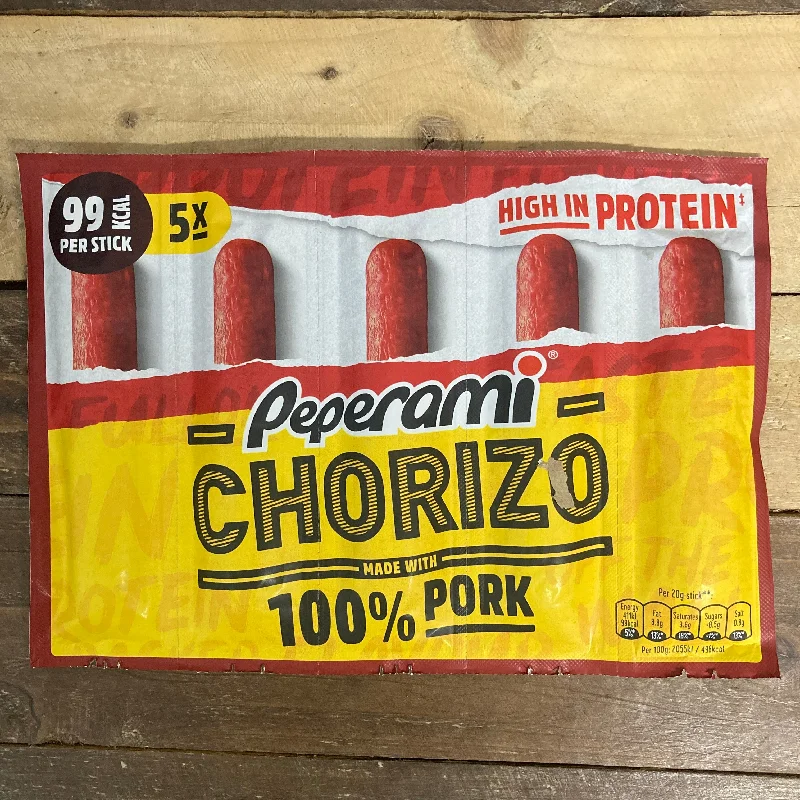 99 KCAL
PER STICK
5X
HIGH IN PROTEIN‡
Peperami®
CHORIZO
MADE WITH
100% PORK
Per 20g stick
Energy
Fat
Saturates
Sugars
Salt
Per 100g: